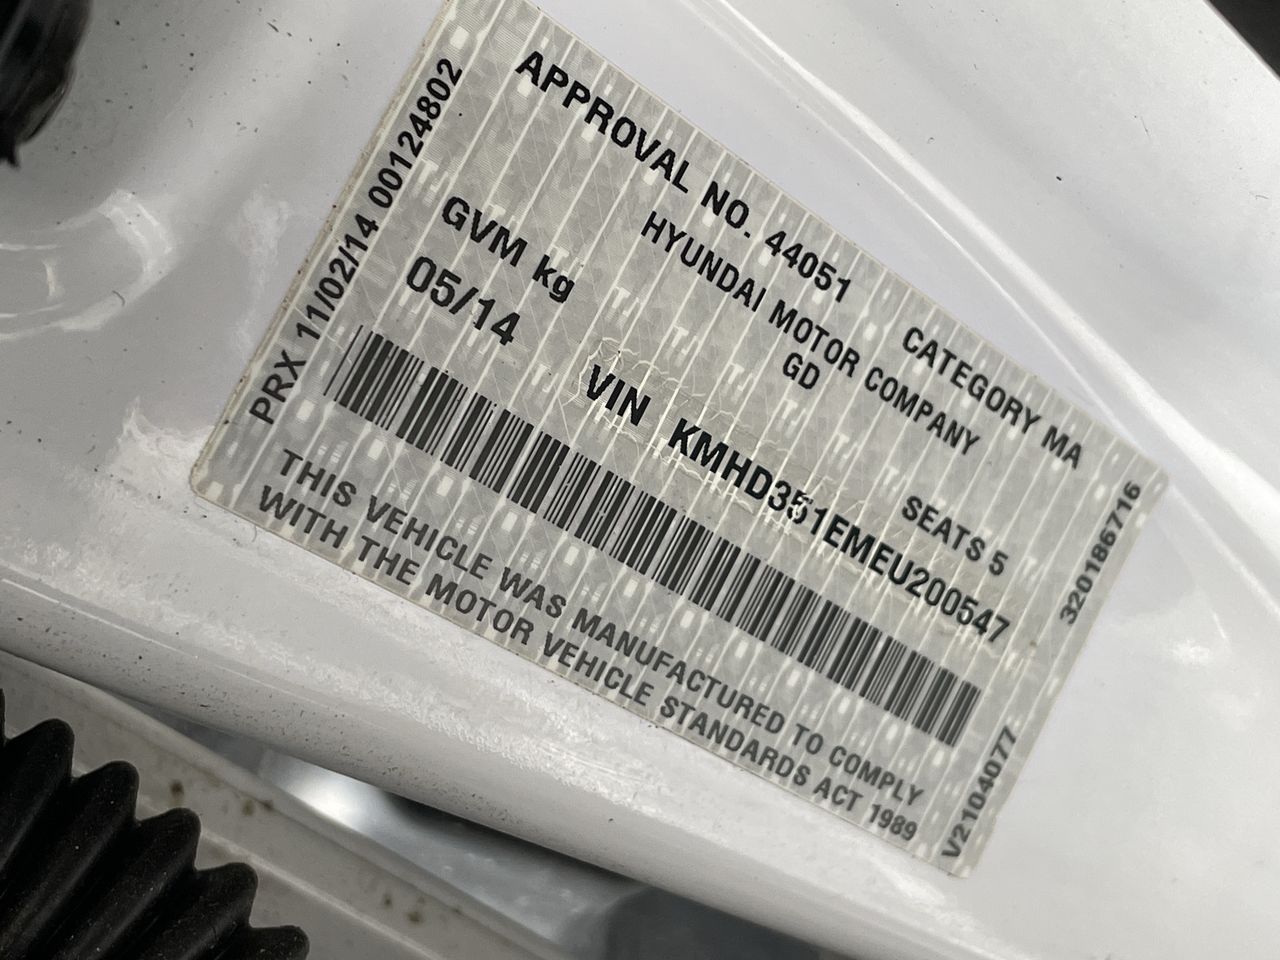 APPROVAL NO. 44051 CATEGORY MA
HYUNDAI MOTOR COMPANY
GD
GVM kg SEATS 5
05/14 VIN KMHD351EMEU200547
THIS VEHICLE WAS MANUFACTURED TO COMPLY
WITH THE MOTOR VEHICLE STANDARDS ACT 1989
PRX 11/02/14 00124802
320186716
V21040777